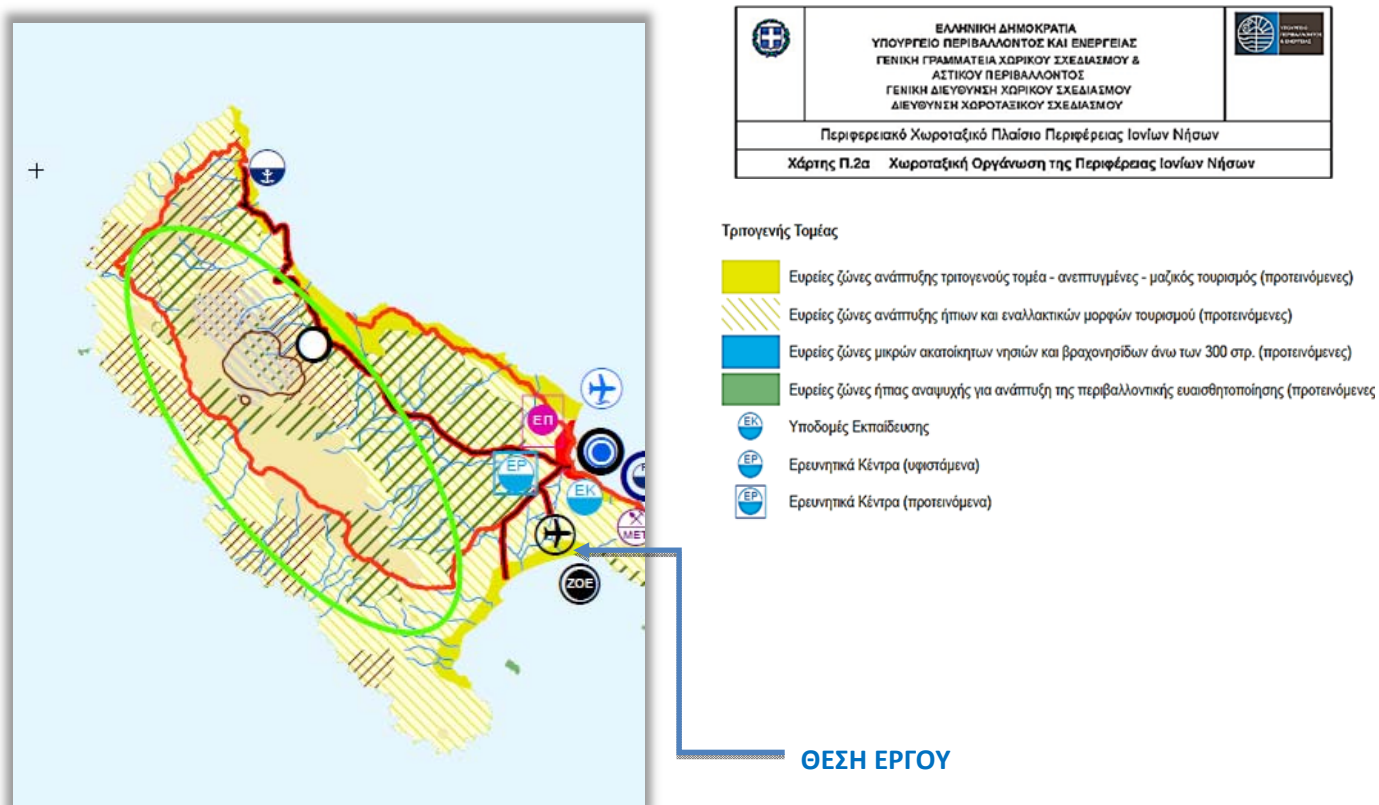 ΕΛΛΗΝΙΚΗ ΔΗΜΟΚΡΑΤΙΑ
ΥΠΟΥΡΓΕΙΟ ΠΕΡΙΒΑΛΛΟΝΤΟΣ ΚΑΙ ΕΝΕΡΓΕΙΑΣ
ΓΕΝΙΚΗ ΓΡΑΜΜΑΤΕΙΑ ΧΩΡΙΚΟΥ ΣΧΕΔΙΑΣΜΟΥ &
ΑΣΤΙΚΟΥ ΠΕΡΙΒΑΛΛΟΝΤΟΣ
ΓΕΝΙΚΗ ΔΙΕΥΘΥΝΣΗ ΧΩΡΙΚΟΥ ΣΧΕΔΙΑΣΜΟΥ
ΔΙΕΥΘΥΝΣΗ ΧΩΡΟΤΑΞΙΚΟΥ ΣΧΕΔΙΑΣΜΟΥ
ΥΠΟΥΡΓΕΙΟ
ΠΕΡΙΒΑΛΛΟΝΤΟΣ
& ΕΝΕΡΓΕΙΑΣ
Περιφερειακό Χωροταξικό Πλαίσιο Περιφέρειας Ιονίων Νήσων
Χάρτης Π.2α Χωροταξική Οργάνωση της Περιφέρειας Ιονίων Νήσων
Τριτογενής Τομέας
Ευρείες ζώνες ανάπτυξης τριτογενούς τομέα - ανεπτυγμένες - μαζικός τουρισμός (προτεινόμενες)
Ευρείες ζώνες ανάπτυξης ήπιων και εναλλακτικών μορφών τουρισμού (προτεινόμενες)
Ευρείες ζώνες μικρών ακατοίκητων νησιών και βραχονησίδων άνω των 300 στρ. (προτεινόμενες)
Ευρείες ζώνες ήπιας αναψυχής για ανάπτυξη της περιβαλλοντικής ευαισθητοποίησης (προτεινόμενες
ΕΚ Υποδομές Εκπαίδευσης
ΕΡ Ερευνητικά Κέντρα (υφιστάμενα)
ΕΡ Ερευνητικά Κέντρα (προτεινόμενα)
ΕΠ
ΕΡ
ΕΚ
ΜΕΤ
ΖΟΕ
ΘΕΣΗ ΕΡΓΟΥ